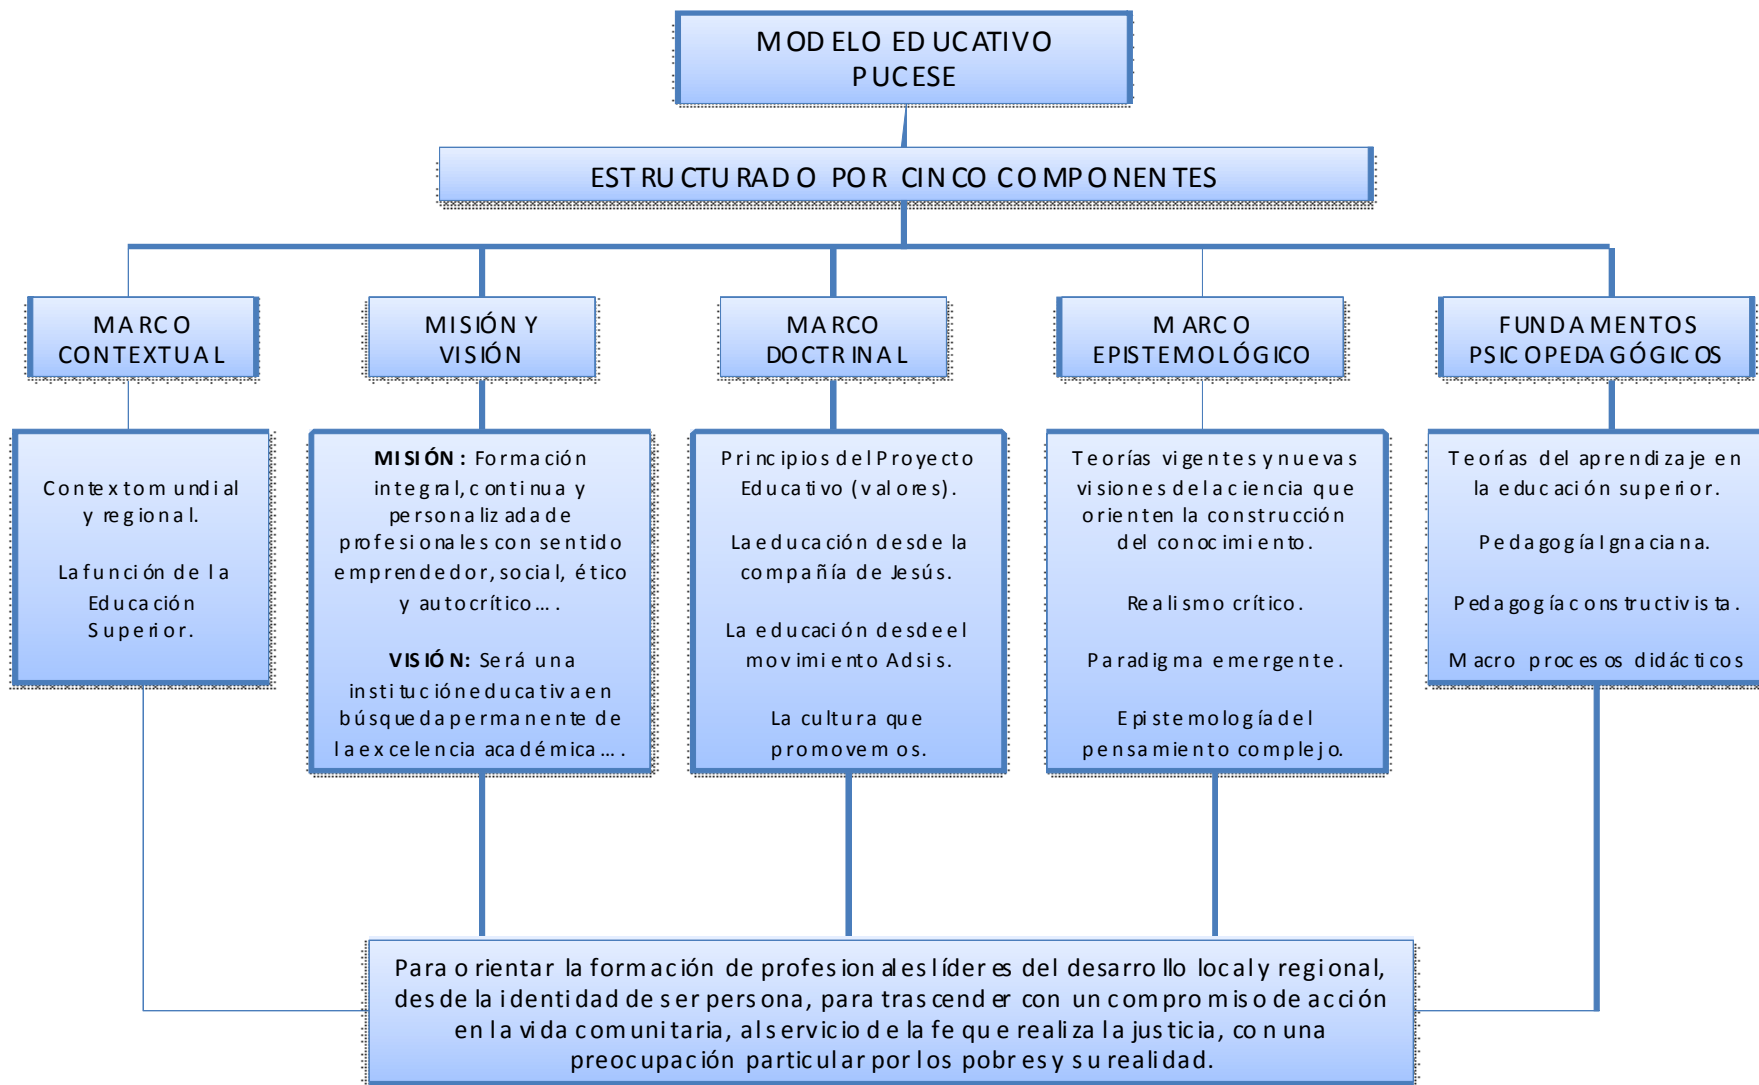 MODELO EDUCATIVO
PUCESE
ESTRUCTURADO POR CINCO COMPONENTES
MARCO
CONTEXTUAL
MISIÓN Y
VISIÓN
MARCO
DOCTRINAL
MARCO
EPISTEMOLÓGICO
FUNDAMENTOS
PSICOPEDAGÓGICOS
Contexto mundial
y regional.
La función de la
Educación
Superior.
MISIÓN: Formación
integral, continua y
personalizada de
profesionales con sentido
emprendedor, social, ético
y autocrítico….
VISIÓN: Será una
institución educativa en
búsqueda permanente de
la excelencia académica….
Principios del Proyecto
Educativo (valores).
La educación desde la
compañía de Jesús.
La educación desde el
movimiento Adsis.
La cultura que
promovemos.
Teorías vigentes y nuevas
visiones de la ciencia que
orienten la construcción
del conocimiento.
Realismo crítico.
Paradigma emergente.
Epistemología del
pensamiento complejo.
Teorías del aprendizaje en
la educación superior.
Pedagogía Ignaciana.
Pedagogía constructivista.
Macro procesos didácticos
Para orientar la formación de profesionales líderes del desarrollo local y regional,
desde la identidad de ser persona, para trascender con un compromiso de acción
en la vida comunitaria, al servicio de la fe que realiza la justicia, con una
preocupación particular por los pobres y su realidad.